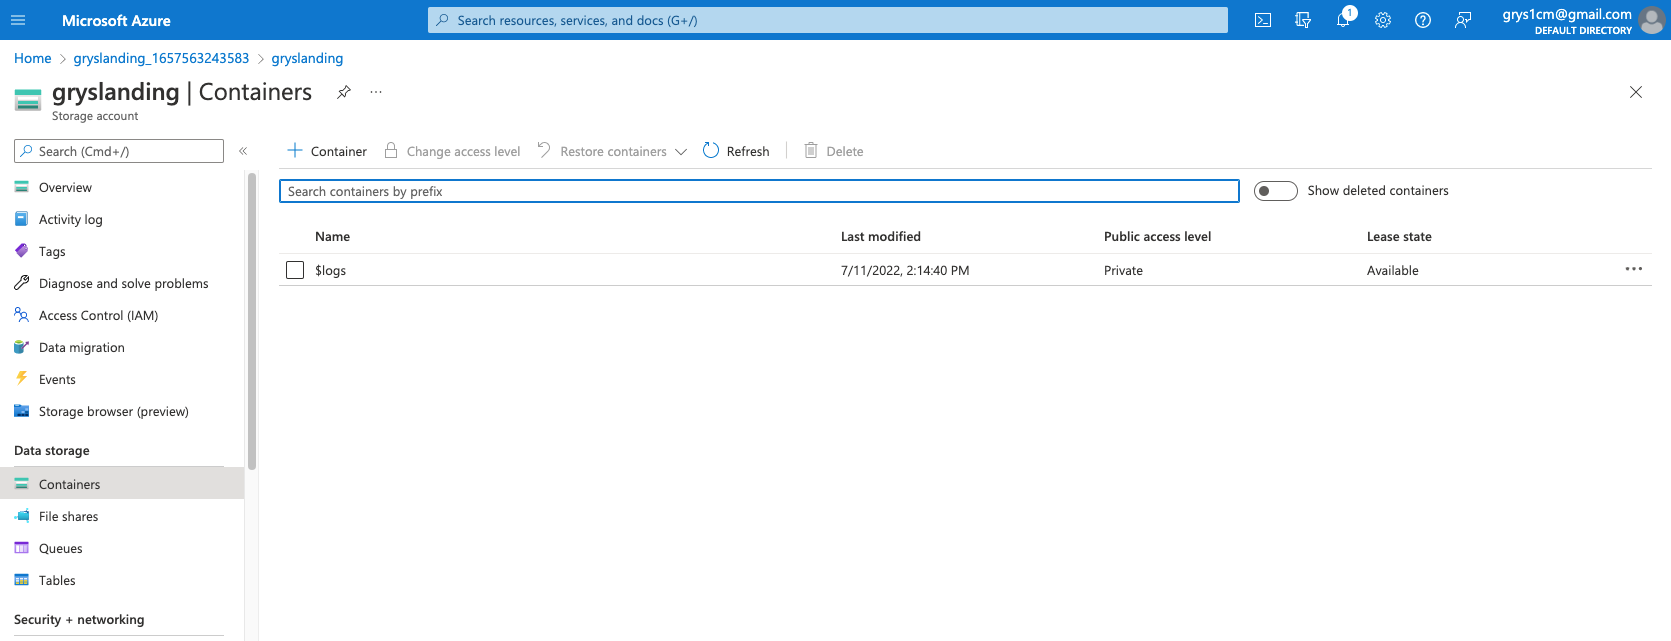 Microsoft Azure
Search resources, services, and docs (G+/)
1
grys1cm@gmail.com
DEFAULT DIRECTORY
Home > gryslanding_1657563243583 > gryslanding
gryslanding | Containers
...
Storage account
Search (Cmd+/)
«
Container
Change access level
Restore containers
Refresh
Delete
Search containers by prefix
Show deleted containers
Name Last modified Public access level Lease state
$logs 7/11/2022, 2:14:40 PM Private Available ...
Overview
Activity log
Tags
Diagnose and solve problems
Access Control (IAM)
Data migration
Events
Storage browser (preview)
Data storage
Containers
File shares
Queues
Tables
Security + networking